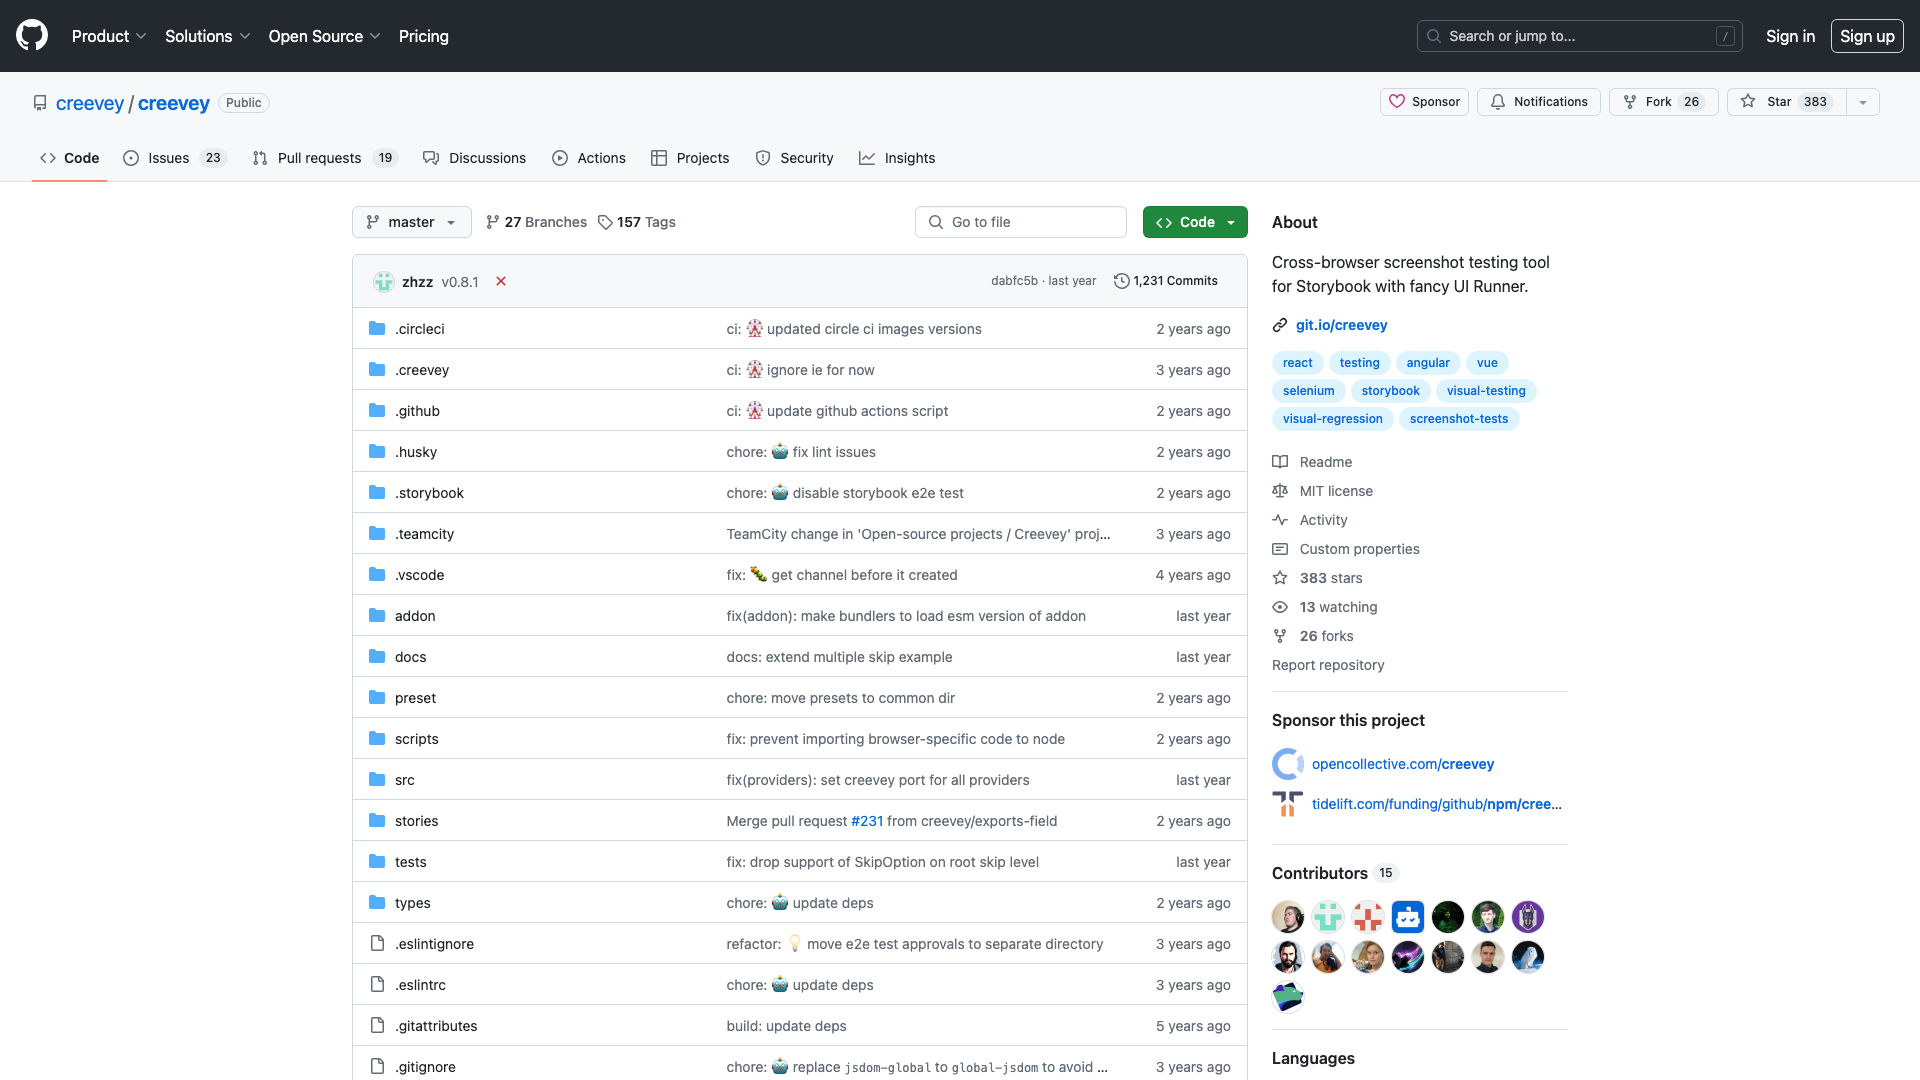 Product
Solutions
Open Source
Pricing
Search or jump to...
/
Sign in
Sign up
creevey / creevey
Public
Sponsor
Notifications
Fork 26
Star 383
Code
Issues 23
Pull requests 19
Discussions
Actions
Projects
Security
Insights
master
27 Branches
157 Tags
Go to file
Code
zhzz v0.8.1
dabfc5b · last year
1,231 Commits
.circleci ci: 🎡 updated circle ci images versions 2 years ago
.creevey ci: 🎡 ignore ie for now 3 years ago
.github ci: 🎡 update github actions script 2 years ago
.husky chore: 🤖 fix lint issues 2 years ago
.storybook chore: 🤖 disable storybook e2e test 2 years ago
.teamcity TeamCity change in 'Open-source projects / Creevey' proj... 3 years ago
.vscode fix: 🐛 get channel before it created 4 years ago
addon fix(addon): make bundlers to load esm version of addon last year
docs docs: extend multiple skip example last year
preset chore: move presets to common dir 2 years ago
scripts fix: prevent importing browser-specific code to node 2 years ago
src fix(providers): set creevey port for all providers last year
stories Merge pull request #231 from creevey/exports-field 2 years ago
tests fix: drop support of SkipOption on root skip level last year
types chore: 🤖 update deps 2 years ago
.eslintignore refactor: 💡 move e2e test approvals to separate directory 3 years ago
.eslintrc chore: 🤖 update deps 3 years ago
.gitattributes build: update deps 5 years ago
.gitignore chore: 🤖 replace jsdom-global to global-jsdom to avoid ... 3 years ago
About
Cross-browser screenshot testing tool
for Storybook with fancy UI Runner.
git.io/creevey
react testing angular vue
selenium storybook visual-testing
visual-regression screenshot-tests
Readme
MIT license
Activity
Custom properties
383 stars
13 watching
26 forks
Report repository
Sponsor this project
opencollective.com/creevey
tidelift.com/funding/github/npm/cree...
Contributors 15
Languages